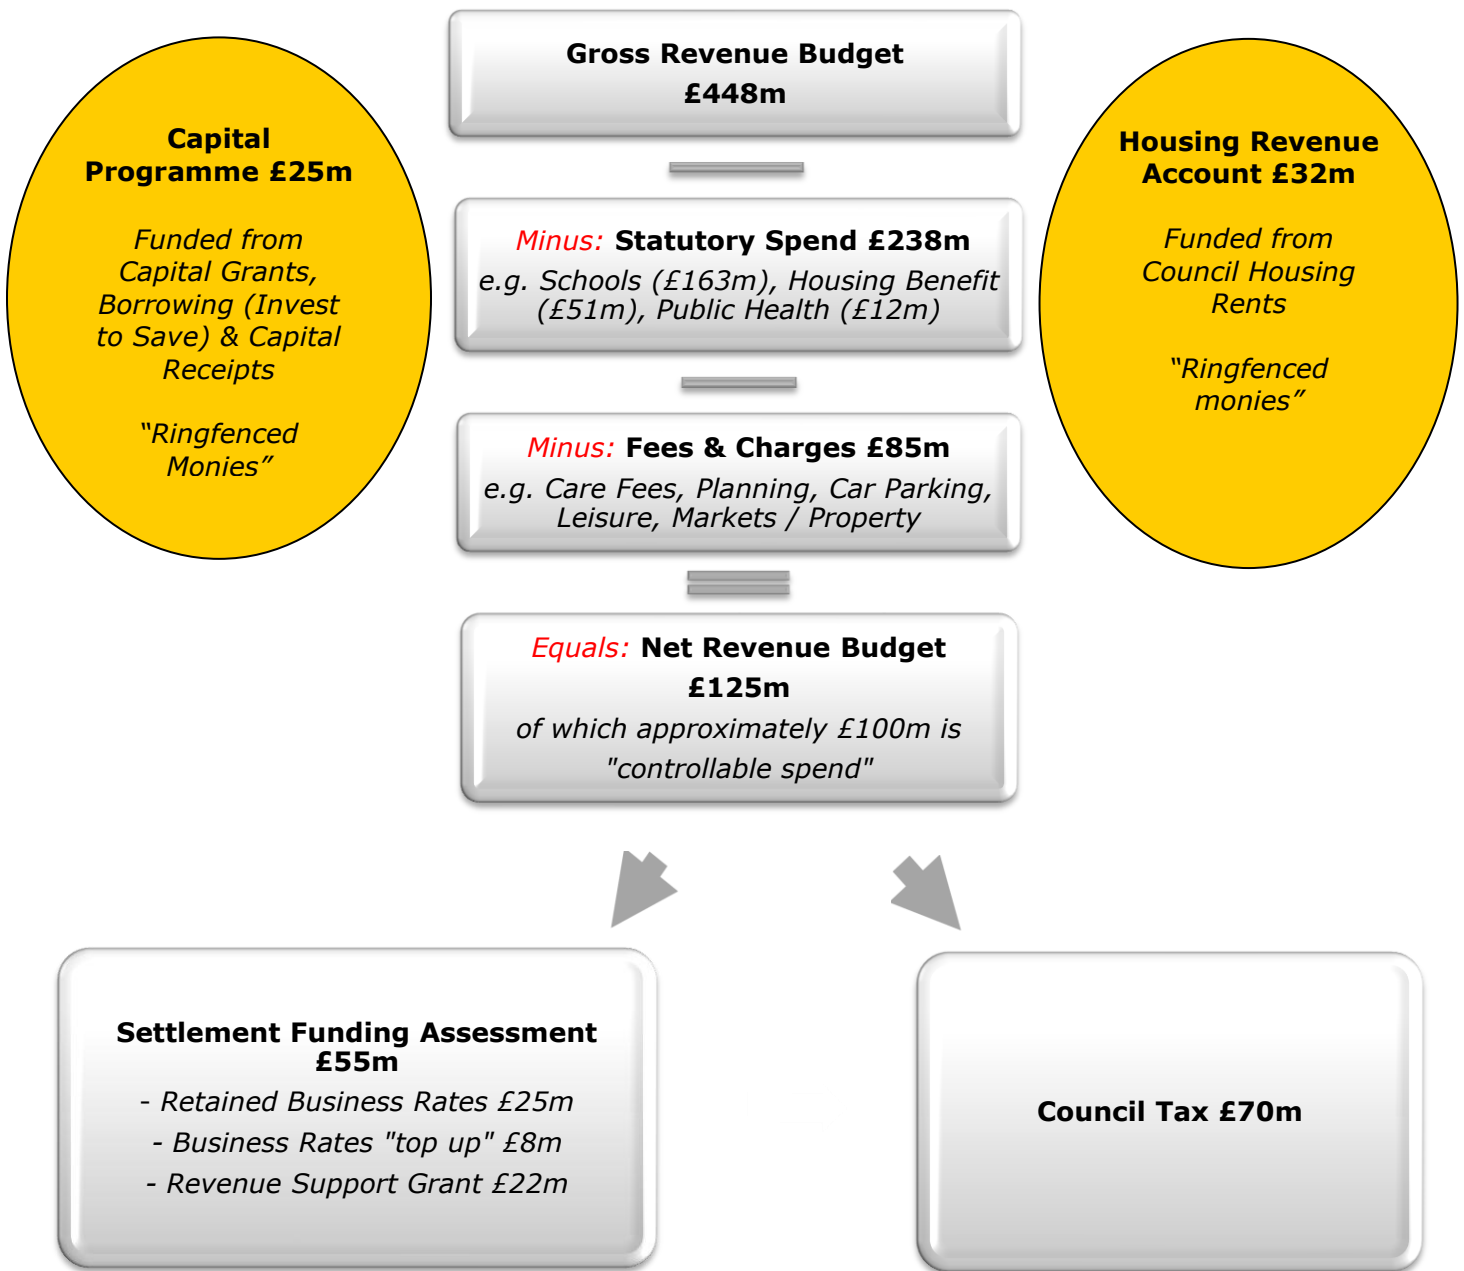 Gross Revenue Budget
£448m
Capital
Programme £25m
Funded from
Capital Grants,
Borrowing (Invest
to Save) & Capital
Receipts
“Ringfenced
Monies”
Housing Revenue
Account £32m
Funded from
Council Housing
Rents
“Ringfenced
monies”
Minus: Statutory Spend £238m
e.g. Schools (£163m), Housing Benefit
(£51m), Public Health (£12m)
Minus: Fees & Charges £85m
e.g. Care Fees, Planning, Car Parking,
Leisure, Markets / Property
Equals: Net Revenue Budget
£125m
of which approximately £100m is
"controllable spend"
Settlement Funding Assessment
£55m
- Retained Business Rates £25m
- Business Rates "top up" £8m
- Revenue Support Grant £22m
Council Tax £70m